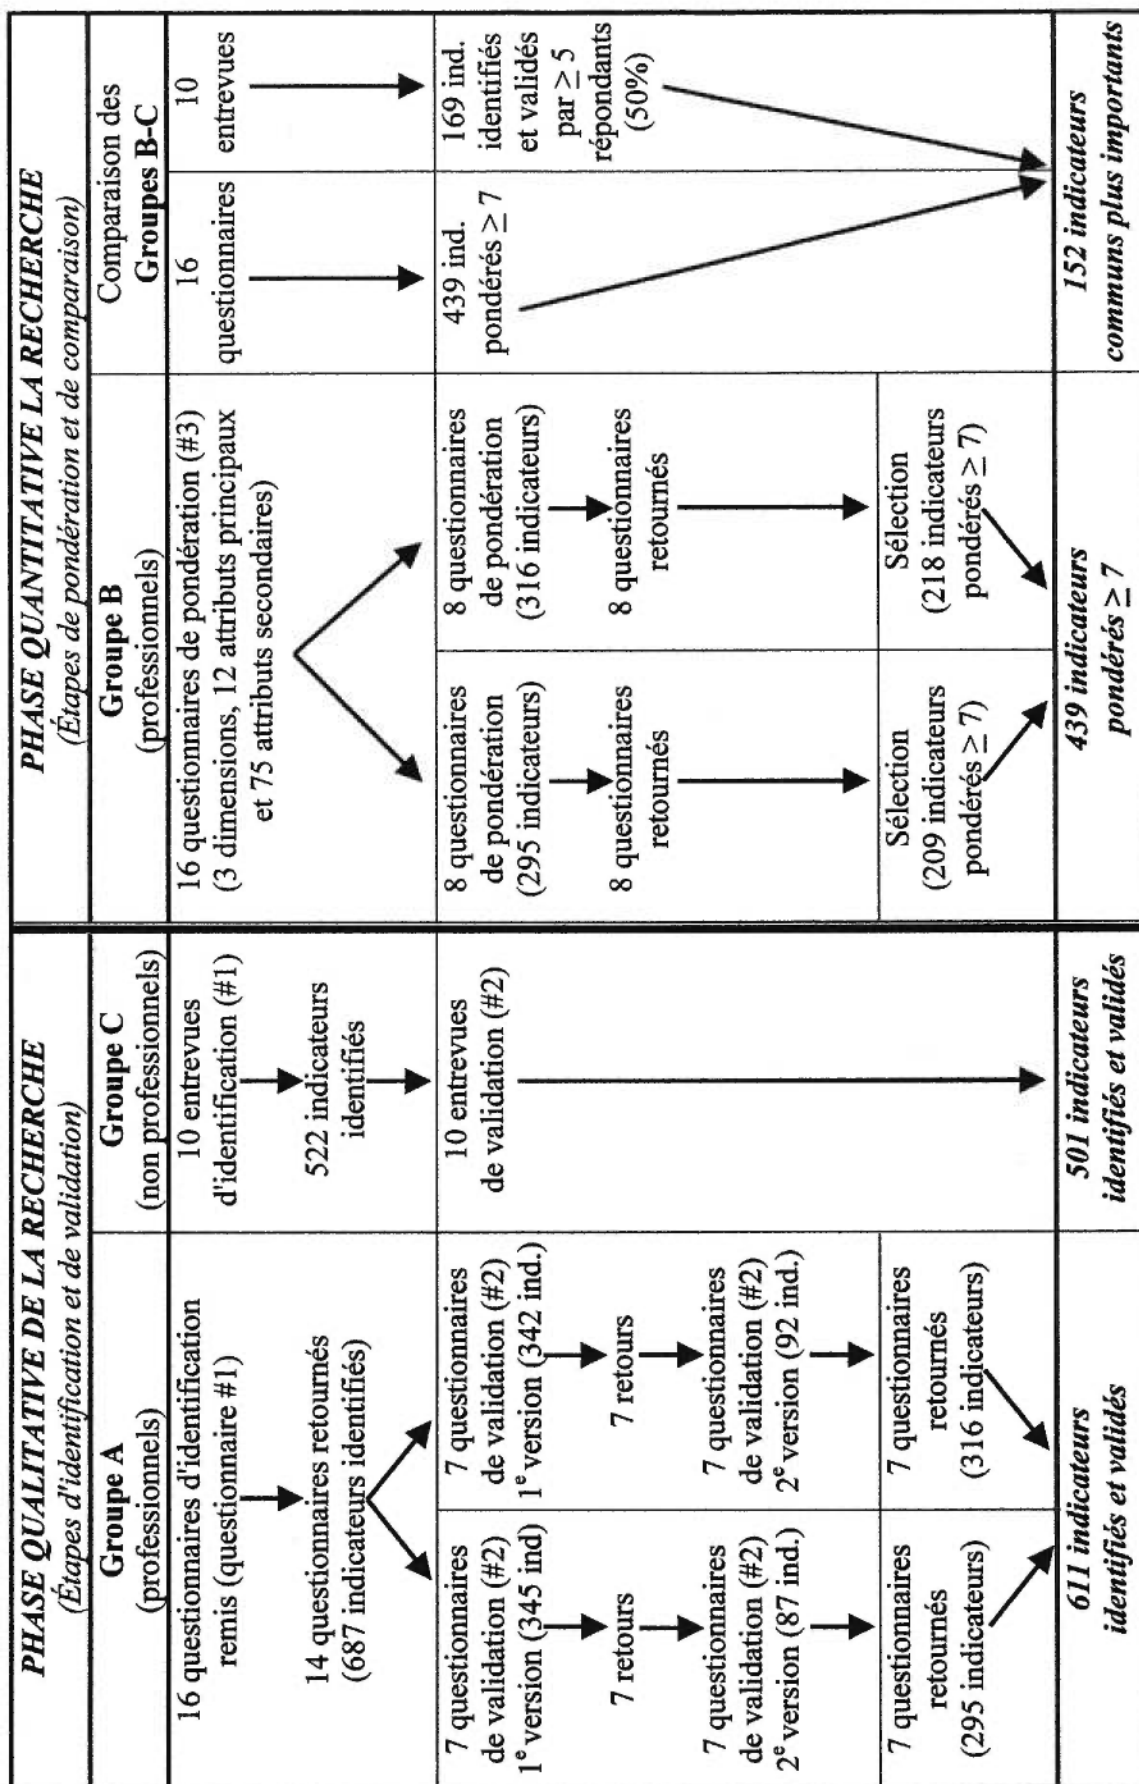 PHASE QUALITATIVE DE LA RECHERCHE
(Étapes d'identification et de validation)
Groupe A
(professionnels)
16 questionnaires d'identification
remis (questionnaire #1)
14 questionnaires retournés
(687 indicateurs identifiés)
7 questionnaires
de validation (#2)
1e version (345 ind)
7 retours
7 questionnaires
de validation (#2)
2e version (87 ind.)
7 questionnaires
retournés
(295 indicateurs)
7 questionnaires
de validation (#2)
1e version (342 ind.)
7 retours
7 questionnaires
de validation (#2)
2e version (92 ind.)
7 questionnaires
retournés
(316 indicateurs)
611 indicateurs
identifiés et validés
Groupe C
(non professionnels)
10 entrevues
d'identification (#1)
522 indicateurs
identifiés
10 entrevues
de validation (#2)
501 indicateurs
identifiés et validés
PHASE QUANTITATIVE LA RECHERCHE
(Étapes de pondération et de comparaison)
Groupe B
(professionnels)
16 questionnaires de pondération (#3)
(3 dimensions, 12 attributs principaux
et 75 attributs secondaires)
8 questionnaires
de pondération
(295 indicateurs)
8 questionnaires
retournés
Sélection
(209 indicateurs
pondérés ≥ 7)
8 questionnaires
de pondération
(316 indicateurs)
8 questionnaires
retournés
Sélection
(218 indicateurs
pondérés ≥ 7)
439 indicateurs
pondérés ≥ 7
Comparaison des
Groupes B-C
16
questionnaires
439 ind.
pondérés ≥ 7
10
entrevues
169 ind.
identifiés
et validés
par ≥ 5
répondants
(50%)
152 indicateurs
communs plus importants